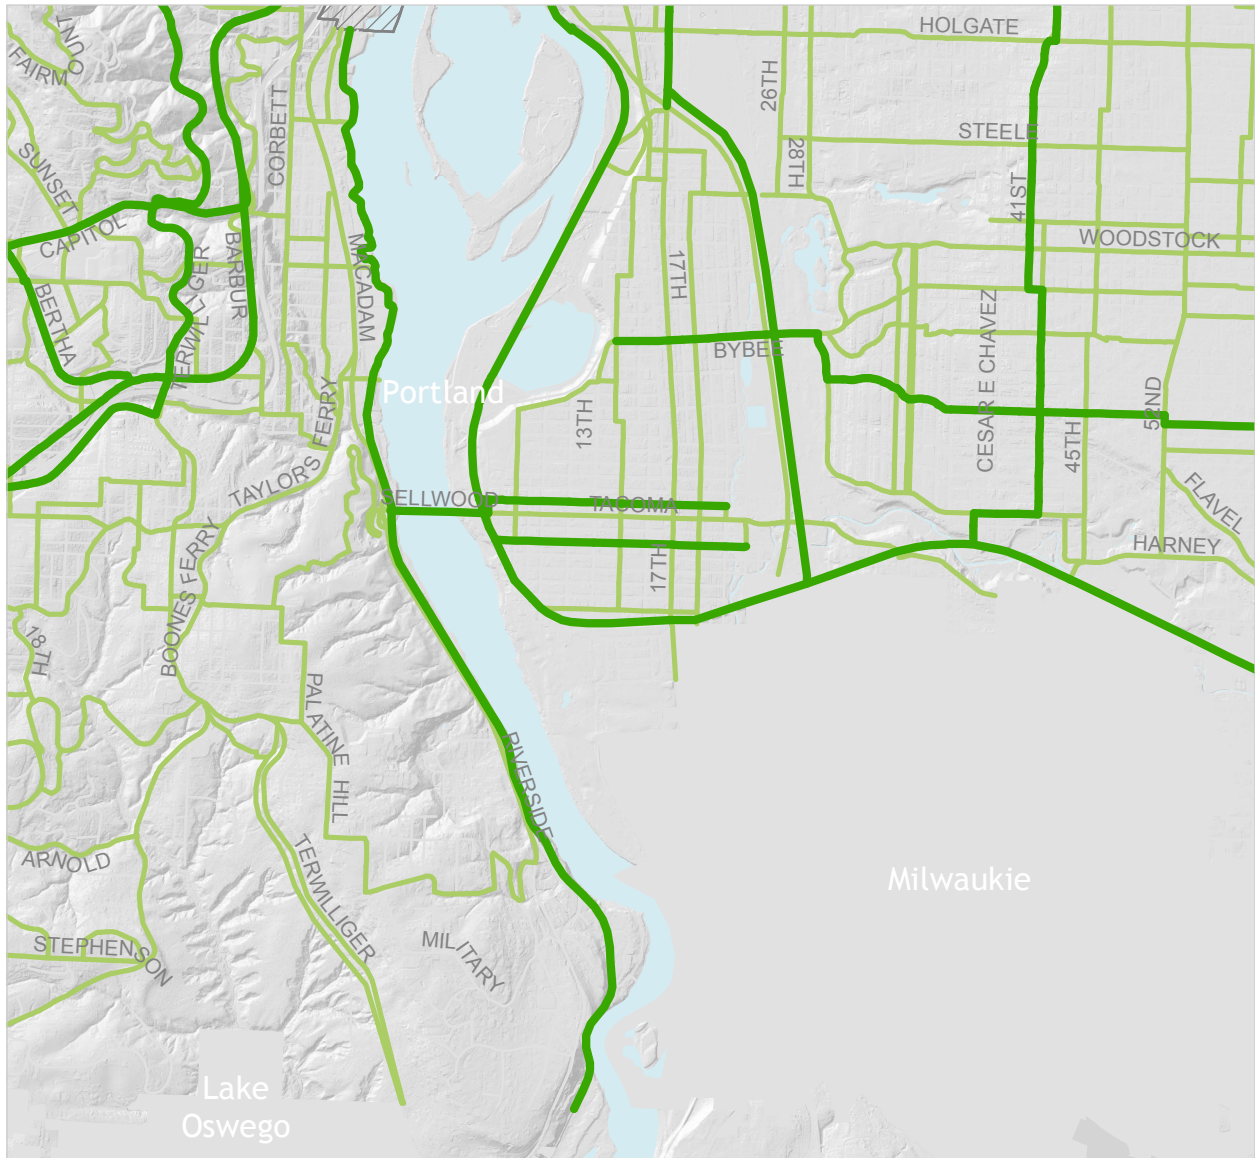 OUNT
FAIRM
SUNSET
CAPITOL
BERTHA
TERWILLIGER
BARBUR
CORBETT
MACADAM
HOLGATE
26TH
28TH
STEELE
41ST
WOODSTOCK
17TH
BYBEE
CESAR E CHAVEZ
Portland
13TH
52ND
45TH
TAYLORS FERRY
SELLWOOD
TACOMA
FLAVEL
HARNEY
17TH
BOONES FERRY
18TH
PALATINE HILL
RIVERSIDE
ARNOLD
TERWILLIGER
Milwaukie
STEPHENSON
MILITARY
Lake
Oswego